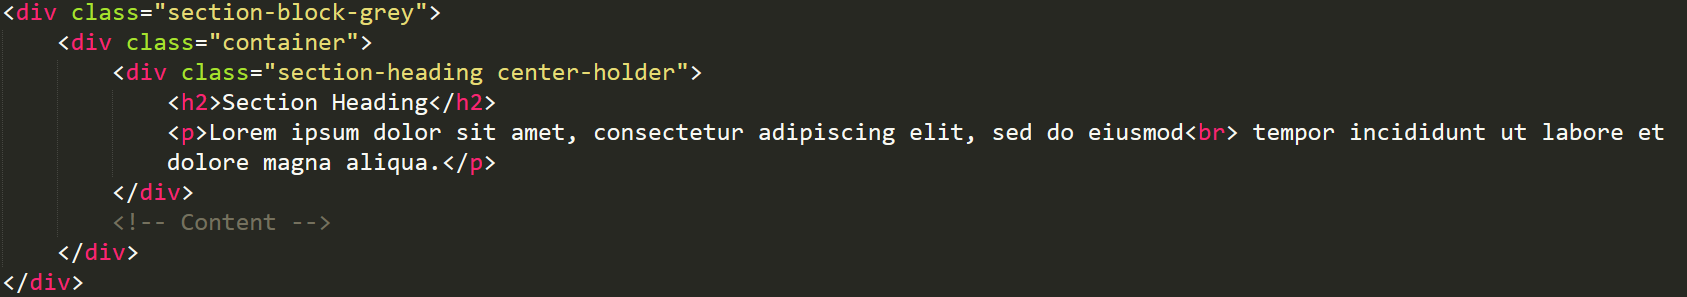 <div class="section-block-grey">
    <div class="container">
        <div class="section-heading center-holder">
            <h2>Section Heading</h2>
            <p>Lorem ipsum dolor sit amet, consectetur adipiscing elit, sed do eiusmod<br> tempor incididunt ut labore et
            dolore magna aliqua.</p>
        </div>
        <!-- Content -->
    </div>
</div>